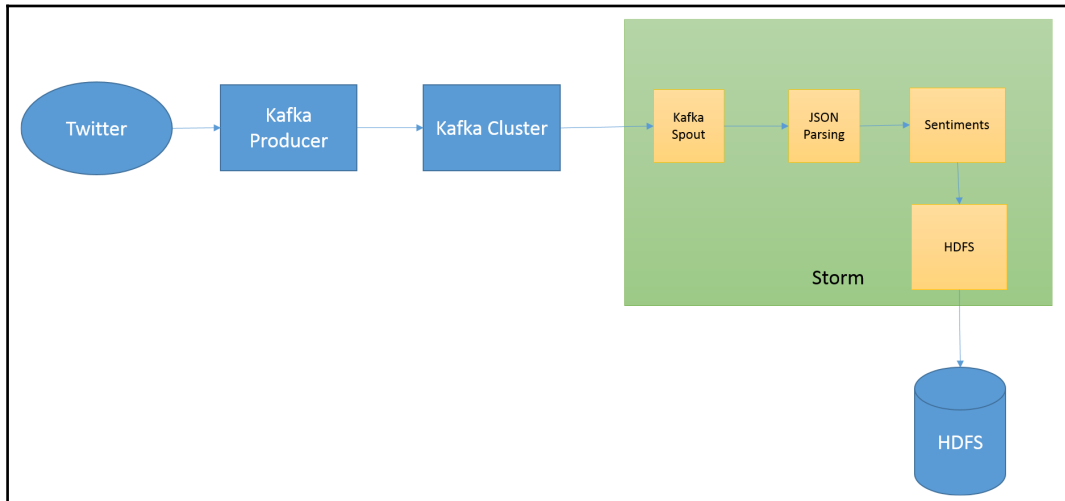 Twitter
Kafka
Producer
Kafka Cluster
Kafka
Spout
JSON
Parsing
Sentiments
HDFS
Storm
HDFS